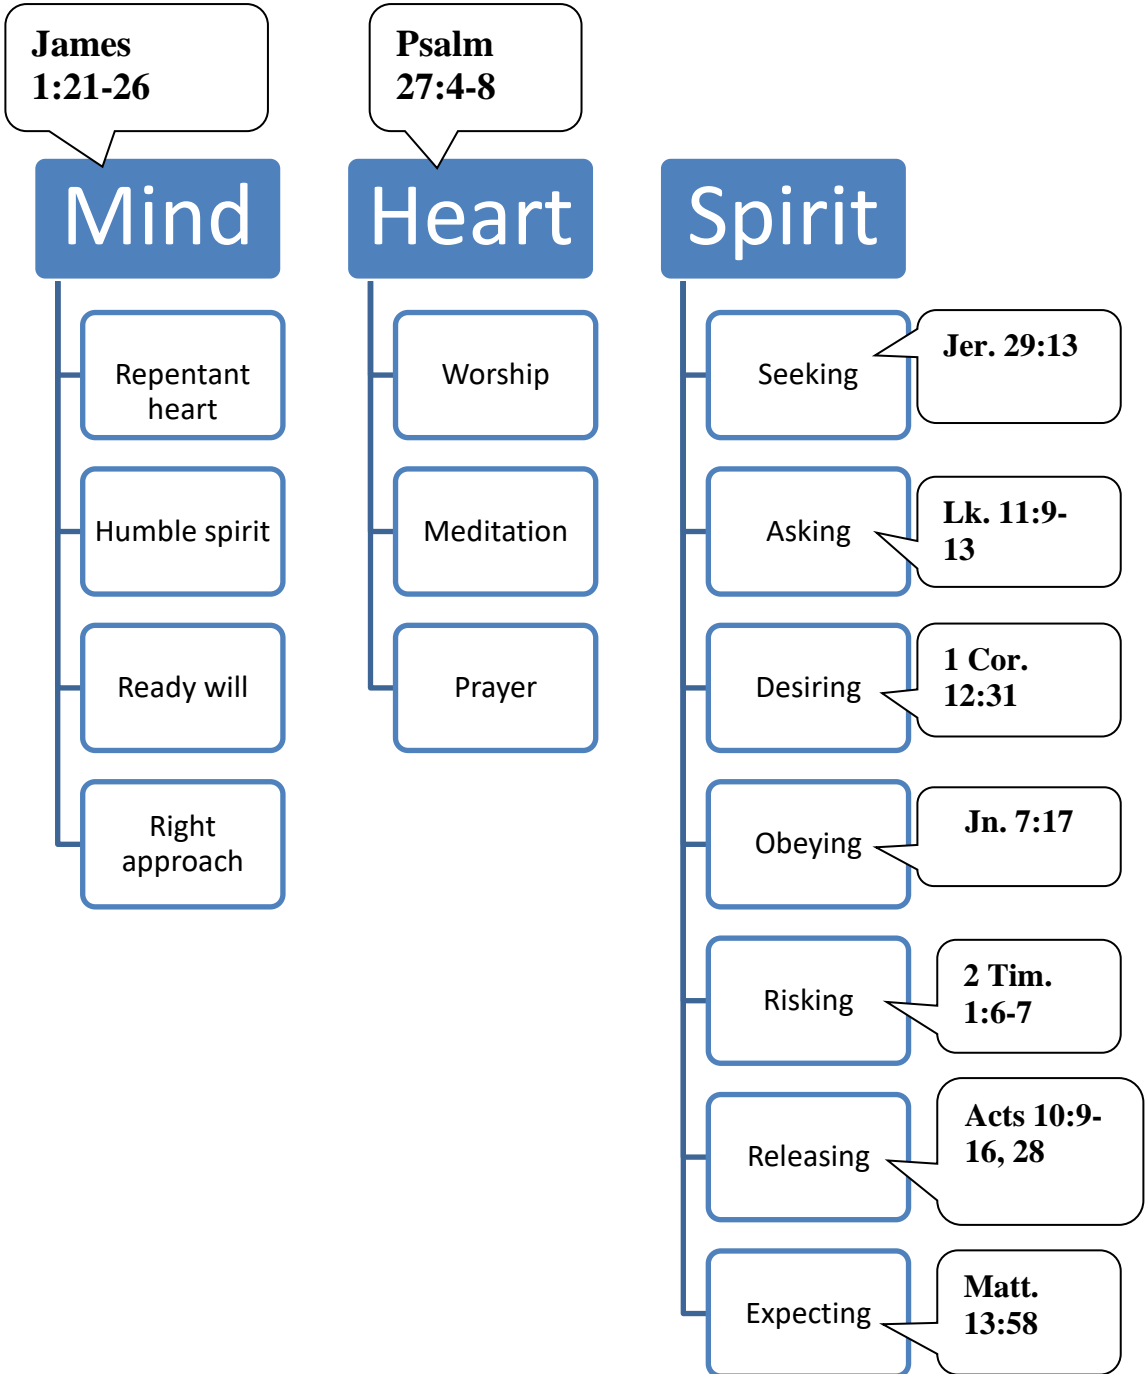 James
1:21-26
Psalm
27:4-8
Mind
Heart
Spirit
Repentant
heart
Humble spirit
Ready will
Right
approach
Worship
Meditation
Prayer
Seeking
Jer. 29:13
Asking
Lk. 11:9-
13
Desiring
1 Cor.
12:31
Obeying
Jn. 7:17
Risking
2 Tim.
1:6-7
Releasing
Acts 10:9-
16, 28
Expecting
Matt.
13:58